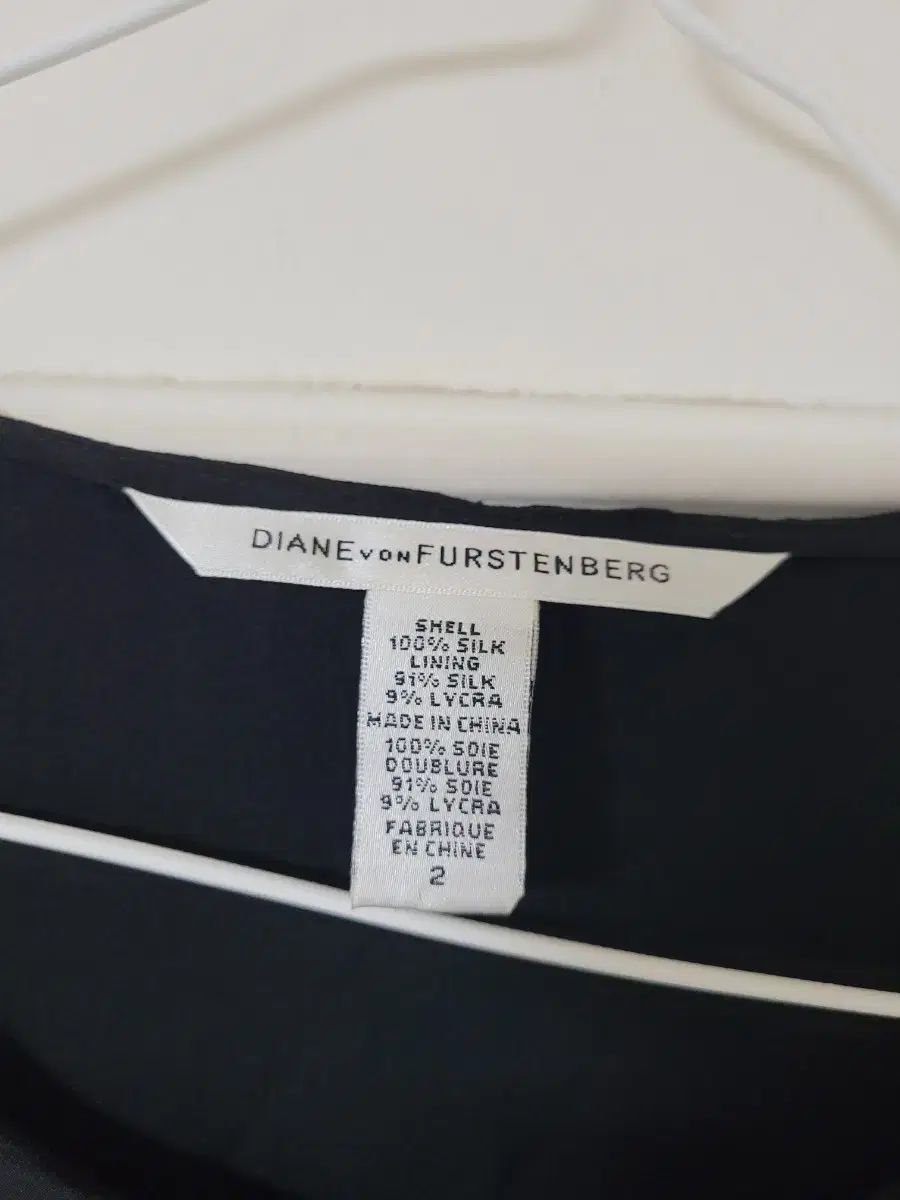 DIANE VON FURSTENBERG
SHELL
100% SILK
LINING
91% SILK
9% LYCRA
MADE IN CHINA
100% SOIE
DOUBLURE
91% SOIE
9% LYCRA
FABRIQUE
EN CHINE
2